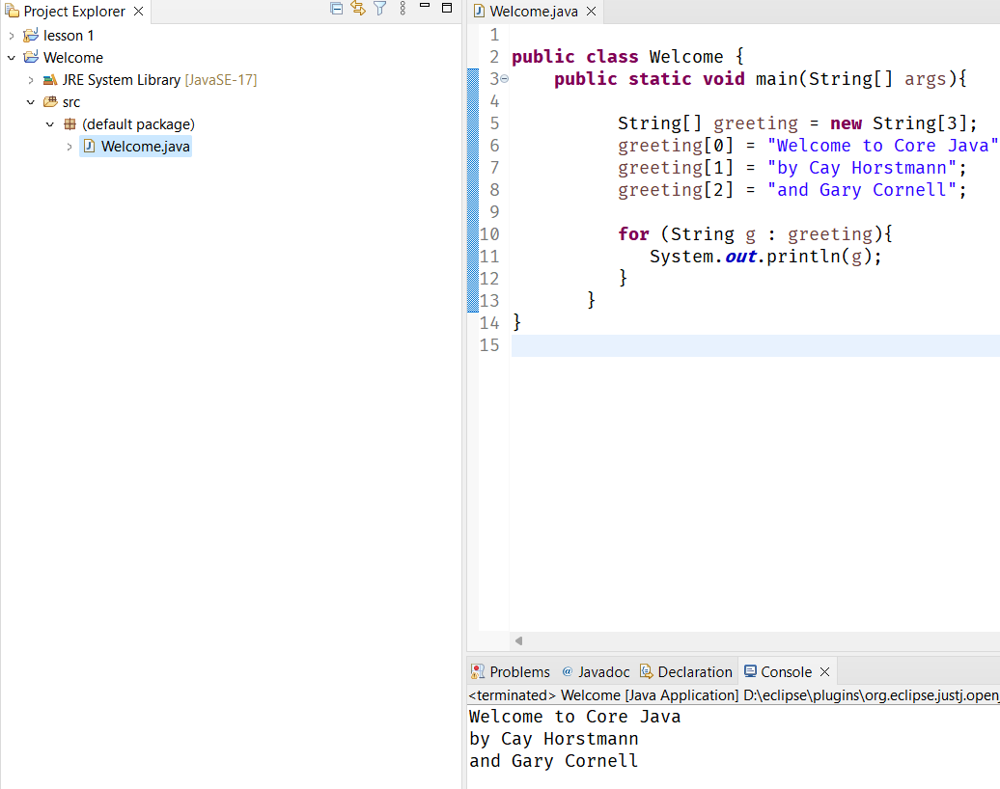 Project Explorer
lesson 1
Welcome
JRE System Library [JavaSE-17]
src
(default package)
Welcome.java
Welcome.java
1
2 public class Welcome {
3 public static void main(String[] args){
4
5 String[] greeting = new String[3];
6 greeting[0] = "Welcome to Core Java"
7 greeting[1] = "by Cay Horstmann";
8 greeting[2] = "and Gary Cornell";
9
10 for (String g : greeting){
11 System.out.println(g);
12 }
13 }
14 }
15
Problems @ Javadoc Declaration Console
<terminated> Welcome [Java Application] D:\eclipse\plugins\org.eclipse.justj.openj
Welcome to Core Java
by Cay Horstmann
and Gary Cornell